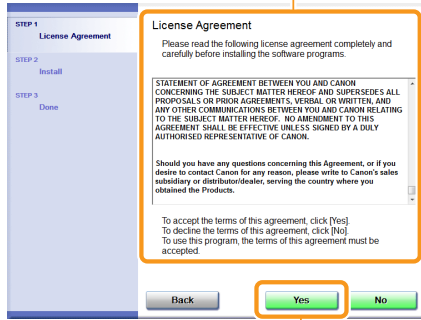 STEP 1
License Agreement
STEP 2
Install
STEP 3
Done
License Agreement
Please read the following license agreement completely and
carefully before installing the software programs.
STATEMENT OF AGREEMENT BETWEEN YOU AND CANON
CONCERNING THE SUBJECT MATTER HEREOF AND SUPERSEDES ALL
PROPOSALS OR PRIOR AGREEMENTS, VERBAL OR WRITTEN, AND
ANY OTHER COMMUNICATIONS BETWEEN YOU AND CANON RELATING
TO THE SUBJECT MATTER HEREOF. NO AMENDMENT TO THIS
AGREEMENT SHALL BE EFFECTIVE UNLESS SIGNED BY A DULY
AUTHORISED REPRESENTATIVE OF CANON.
Should you have any questions concerning this Agreement, or if you
desire to contact Canon for any reason, please write to Canon's sales
subsidiary or distributor/dealer, serving the country where you
obtained the Products.
To accept the terms of this agreement, click [Yes].
To decline the terms of this agreement, click [No].
To use this program, the terms of this agreement must be
accepted.
Back
Yes
No